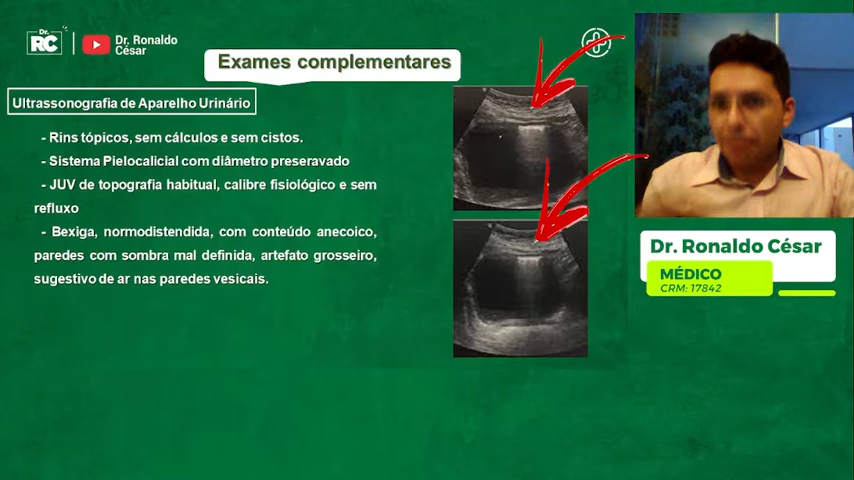 Dr.
RC
Dr. Ronaldo
César
Exames complementares
Ultrassonografia de Aparelho Urinário
- Rins tópicos, sem cálculos e sem cistos.
- Sistema Pielocalicial com diâmetro preseravado
- JUV de topografia habitual, calibre fisiológico e sem
refluxo
- Bexiga, normodistendida, com conteúdo anecoico,
paredes com sombra mal definida, artefato grosseiro,
sugestivo de ar nas paredes vesicais.
Dr. Ronaldo César
MÉDICO
CRM: 17842